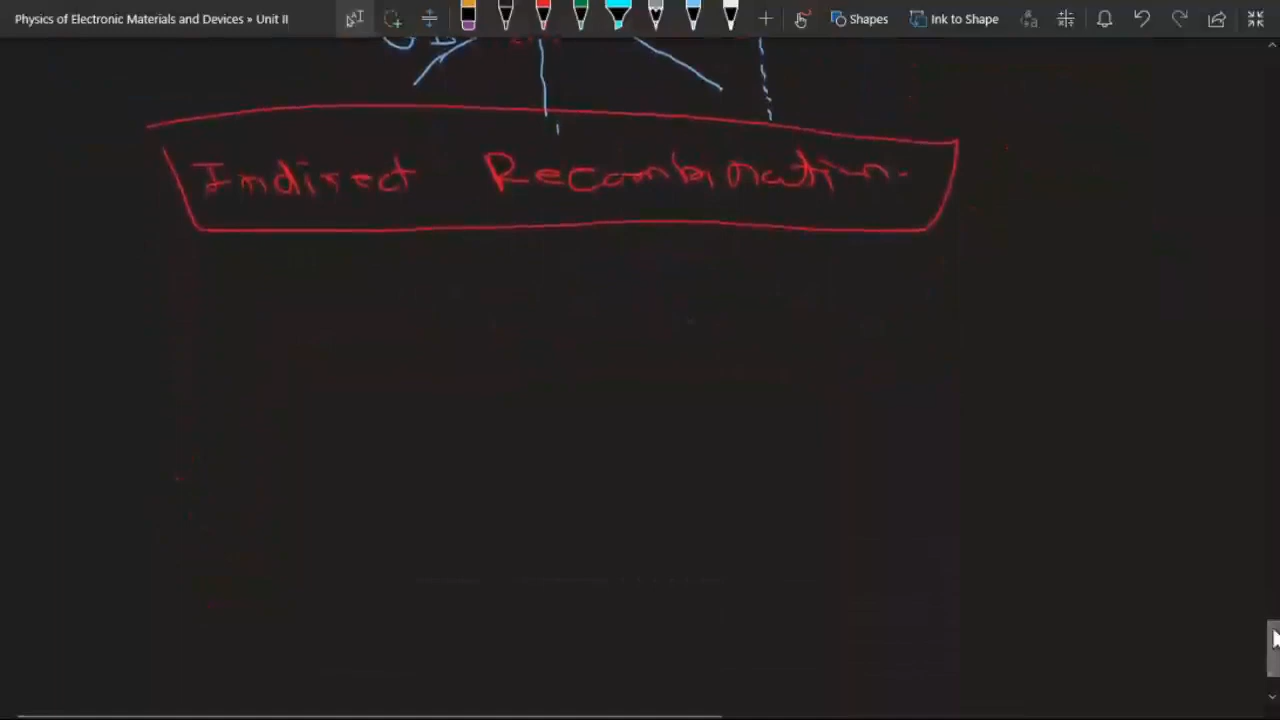 Physics of Electronic Materials and Devices » Unit II
Shapes
Ink to Shape
Indirect Recombination.